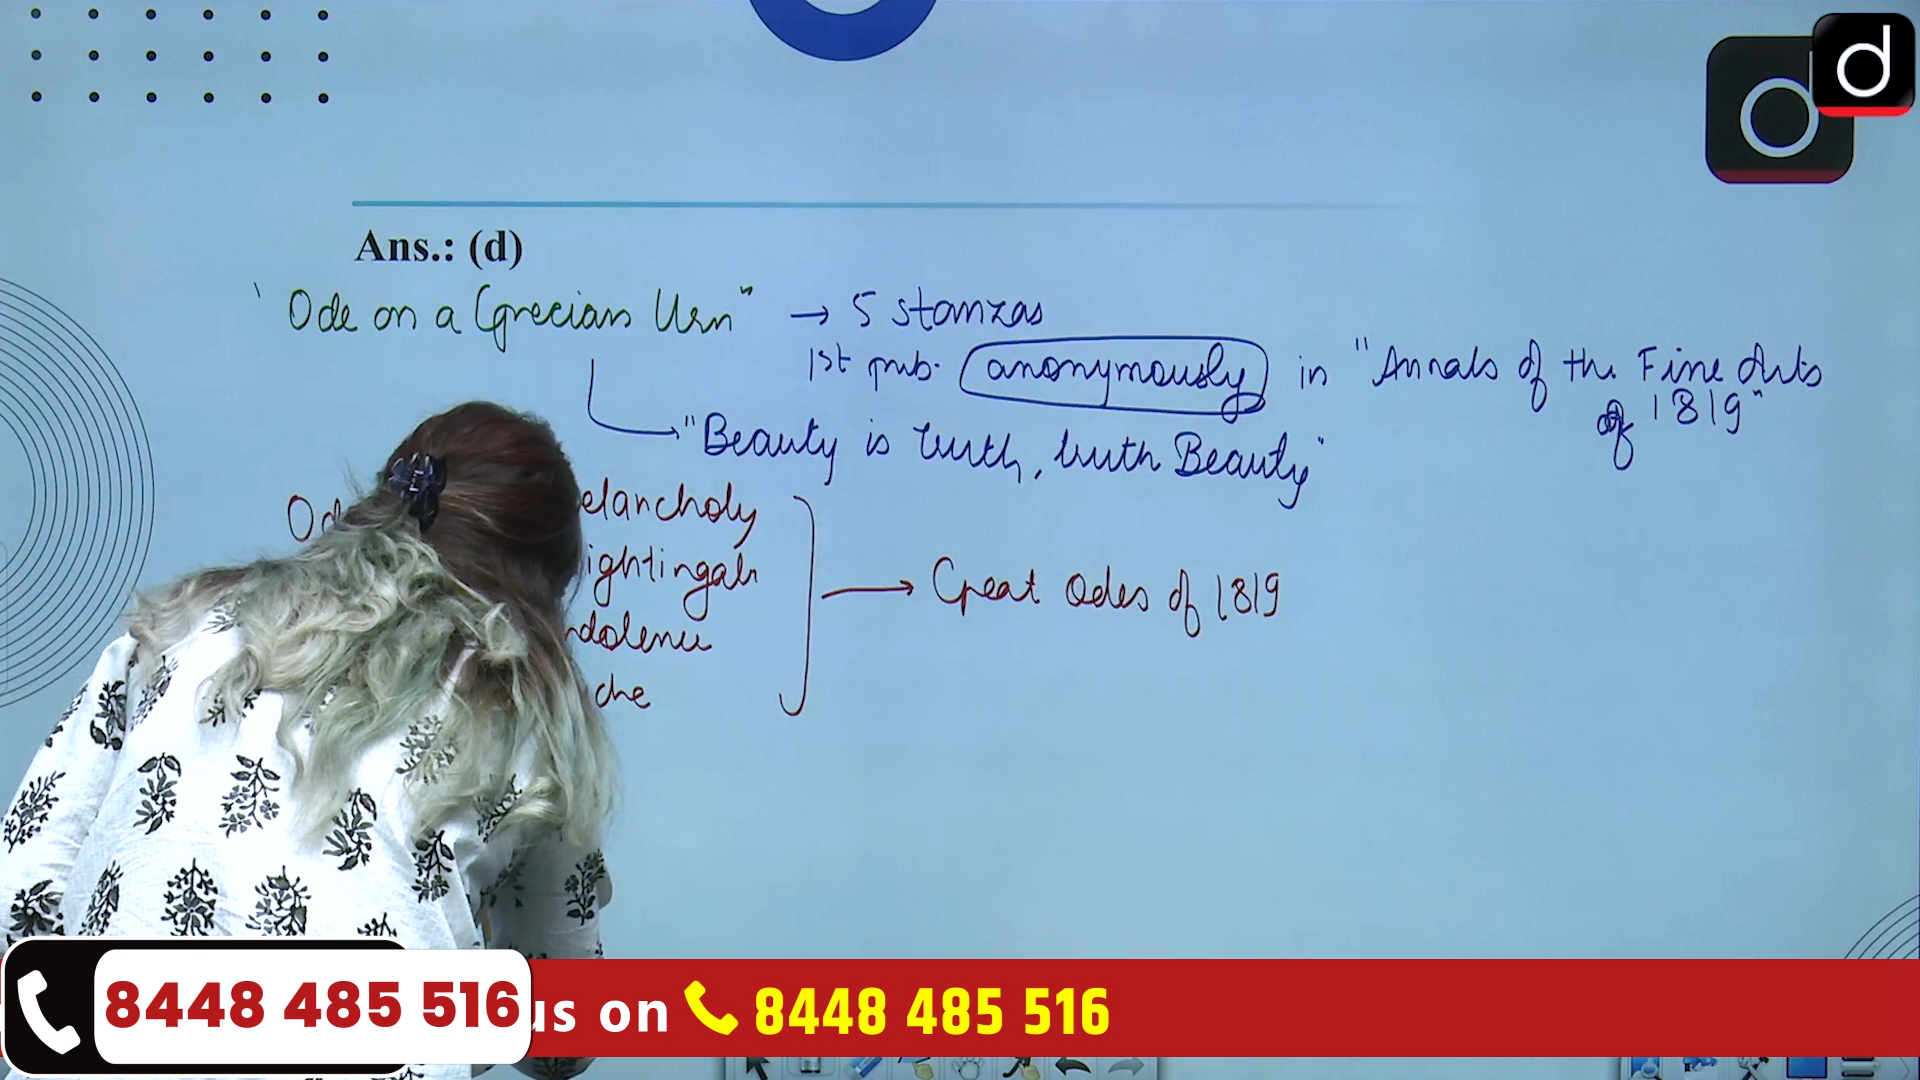 d
Ans.: (d)
' Ode on a Grecian Urn" → 5 stanzas
1st pub. anonymously in "Annals of the Fine Arts
of 1819"
"Beauty is truth, truth Beauty"
Od elancholy
ightingale
ndolence → Great Odes of 1819
che
8448 485 516 us on 8448 485 516